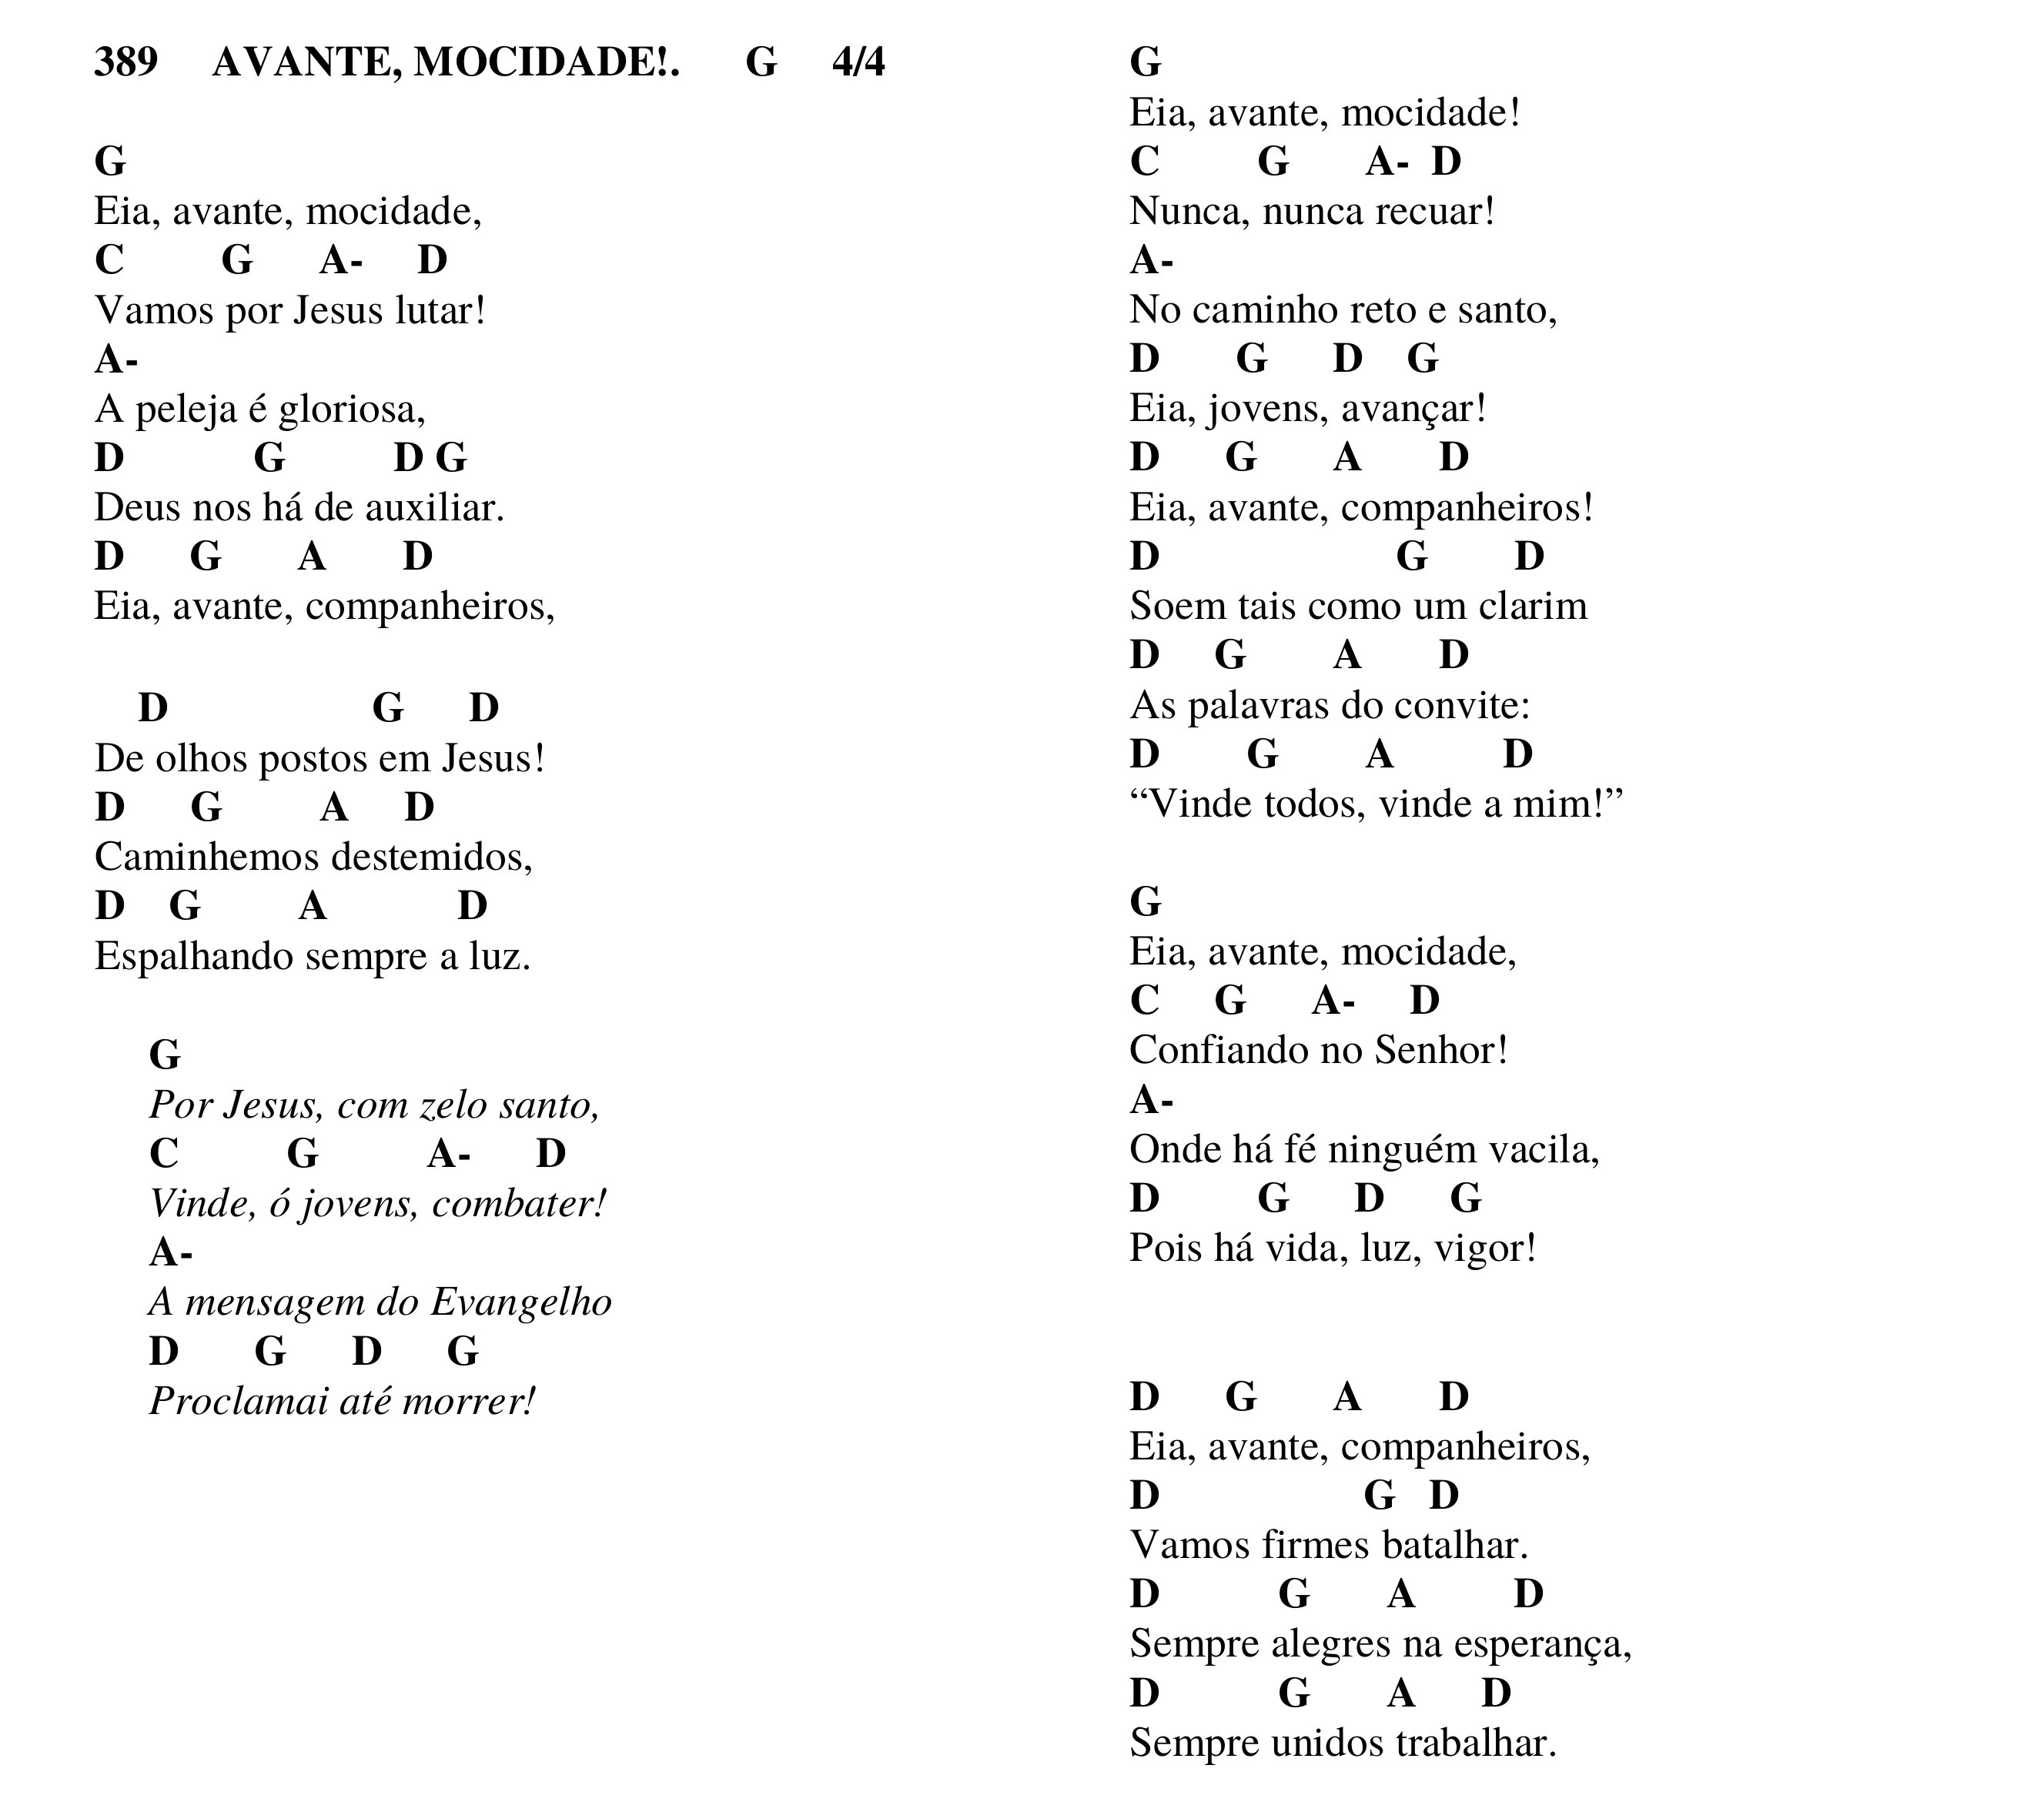 389 AVANTE, MOCIDADE!. G 4/4
G
Eia, avante, mocidade,
C G A- D
Vamos por Jesus lutar!
A-
A peleja é gloriosa,
D G D G
Deus nos há de auxiliar.
D G A D
Eia, avante, companheiros,
D G D
De olhos postos em Jesus!
D G A D
Caminhemos destemidos,
D G A D
Espalhando sempre a luz.
G
Por Jesus, com zelo santo,
C G A- D
Vinde, ó jovens, combater!
A-
A mensagem do Evangelho
D G D G
Proclamai até morrer!
G
Eia, avante, mocidade!
C G A- D
Nunca, nunca recuar!
A-
No caminho reto e santo,
D G D G
Eia, jovens, avançar!
D G A D
Eia, avante, companheiros!
D G D
Soem tais como um clarim
D G A D
As palavras do convite:
D G A D
“Vinde todos, vinde a mim!”
G
Eia, avante, mocidade,
C G A- D
Confiando no Senhor!
A-
Onde há fé ninguém vacila,
D G D G
Pois há vida, luz, vigor!
D G A D
Eia, avante, companheiros,
D G D
Vamos firmes batalhar.
D G A D
Sempre alegres na esperança,
D G A D
Sempre unidos trabalhar.